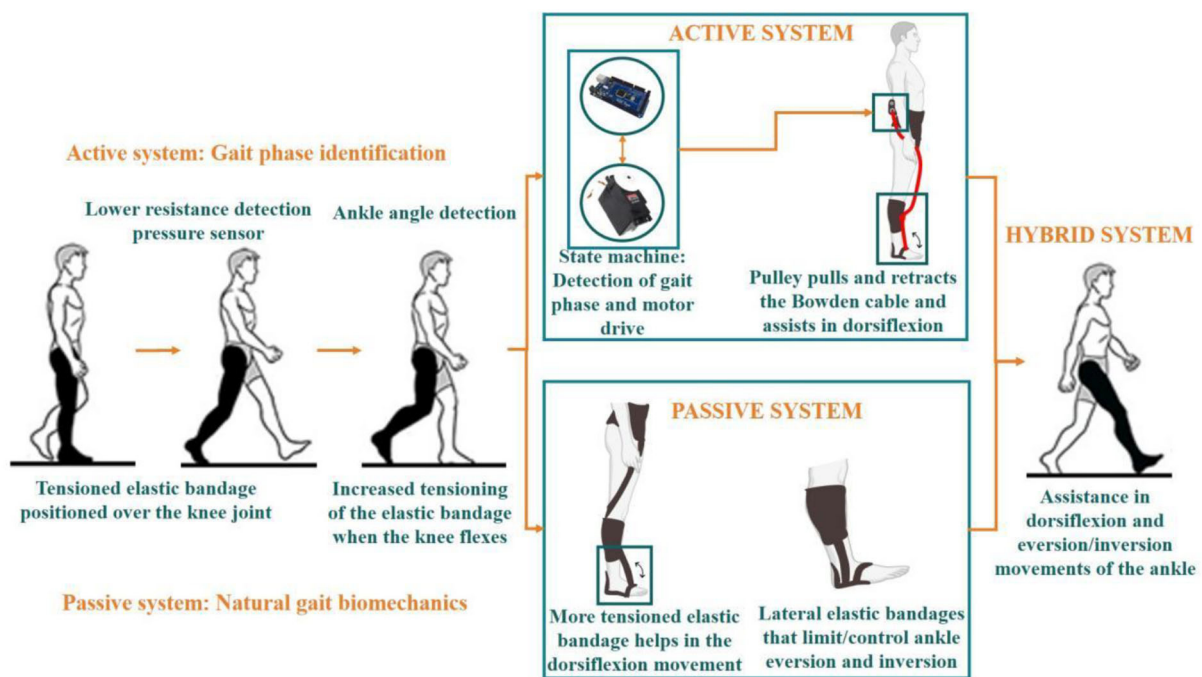 ACTIVE SYSTEM
Active system: Gait phase identification
Lower resistance detection
pressure sensor
Ankle angle detection
State machine:
Detection of gait
phase and motor
drive
Pulley pulls and retracts
the Bowden cable and
assists in dorsiflexion
HYBRID SYSTEM
PASSIVE SYSTEM
Tensioned elastic bandage
positioned over the knee joint
Increased tensioning
of the elastic bandage
when the knee flexes
Assistance in
dorsiflexion and
eversion/inversion
movements of the ankle
Passive system: Natural gait biomechanics
More tensioned elastic
bandage helps in the
dorsiflexion movement
Lateral elastic bandages
that limit/control ankle
eversion and inversion